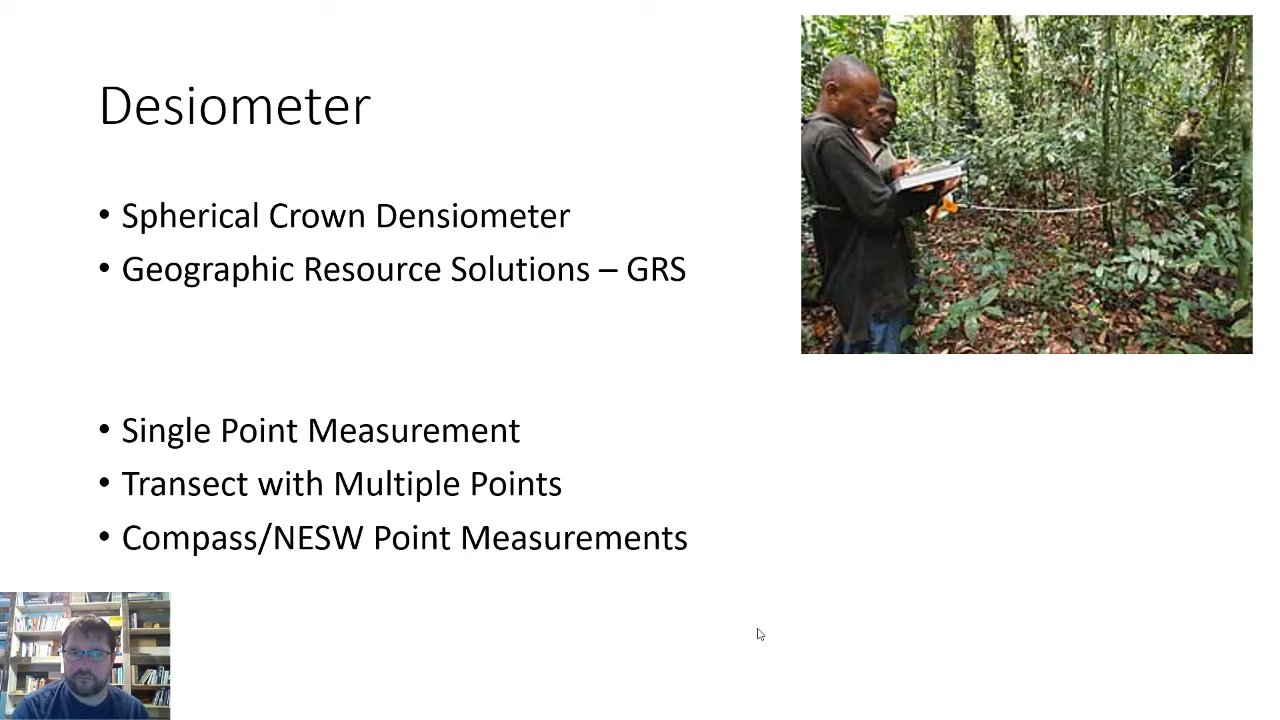 Desiometer
• Spherical Crown Densiometer
• Geographic Resource Solutions – GRS
• Single Point Measurement
• Transect with Multiple Points
• Compass/NESW Point Measurements